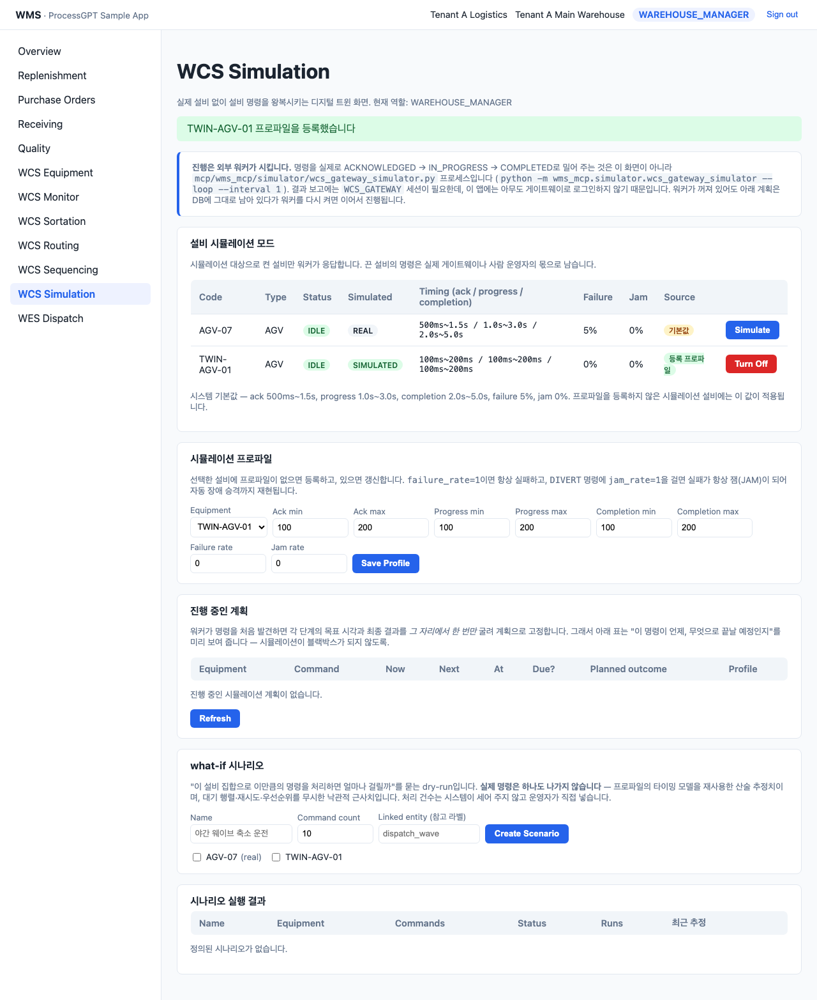 WMS · ProcessGPT Sample App
Tenant A Logistics Tenant A Main Warehouse WAREHOUSE_MANAGER Sign out
Overview
Replenishment
Purchase Orders
Receiving
Quality
WCS Equipment
WCS Monitor
WCS Sortation
WCS Routing
WCS Sequencing
WCS Simulation
WES Dispatch
WCS Simulation
실제 설비 없이 설비 명령을 왕복시키는 디지털 트윈 화면. 현재 역할: WAREHOUSE_MANAGER
TWIN-AGV-01 프로파일을 등록했습니다
진행은 외부 워커가 시킵니다. 명령을 실제로 ACKNOWLEDGED → IN_PROGRESS → COMPLETED로 밀어 주는 것은 이 화면이 아니라
mcp/wms_mcp/simulator/wcs_gateway_simulator.py 프로세스입니다 ( python -m wms_mcp.simulator.wcs_gateway_simulator --
loop --interval 1 ). 결과 보고에는 WCS_GATEWAY 세션이 필요한데, 이 앱에는 아무도 게이트웨이로 로그인하지 않기 때문입니다. 워커가 꺼져 있어도 아래 계획은
DB에 그대로 남아 있다가 워커를 다시 켜면 이어서 진행됩니다.
설비 시뮬레이션 모드
시뮬레이션 대상으로 켠 설비만 워커가 응답합니다. 끈 설비의 명령은 실제 게이트웨이나 사람 운영자의 몫으로 남습니다.
Code Type Status Simulated Timing (ack / progress /
completion) Failure Jam Source
AGV-07 AGV IDLE REAL 500ms~1.5s / 1.0s~3.0s /
2.0s~5.0s 5% 0% 기본값 Simulate
TWIN-
AGV-01 AGV IDLE SIMULATED 100ms~200ms / 100ms~200ms /
100ms~200ms 0% 0% 등록 프로파
일 Turn Off
시스템 기본값 — ack 500ms~1.5s, progress 1.0s~3.0s, completion 2.0s~5.0s, failure 5%, jam 0%. 프로파일을 등록하지 않은 시뮬레이션 설비에는 이 값이 적용됩
니다.
시뮬레이션 프로파일
선택한 설비에 프로파일이 없으면 등록하고, 있으면 갱신합니다. failure_rate=1이면 항상 실패하고, DIVERT 명령에 jam_rate=1을 걸면 실패가 항상 잼(JAM)이 되어
자동 장애 승격까지 재현됩니다.
Equipment Ack min Ack max Progress min Progress max Completion min Completion max
TWIN-AGV-01 100 200 100 200 100 200
Failure rate Jam rate
0 0 Save Profile
진행 중인 계획
워커가 명령을 처음 발견하면 각 단계의 목표 시각과 최종 결과를 그 자리에서 한 번만 굴려 계획으로 고정합니다. 그래서 아래 표는 "이 명령이 언제, 무엇으로 끝날 예정인지"를
미리 보여 줍니다 — 시뮬레이션이 블랙박스가 되지 않도록.
Equipment Command Now Next At Due? Planned outcome Profile
진행 중인 시뮬레이션 계획이 없습니다.
Refresh
what-if 시나리오
"이 설비 집합으로 이만큼의 명령을 처리하면 얼마나 걸릴까"를 묻는 dry-run입니다. 실제 명령은 하나도 나가지 않습니다 — 프로파일의 타이밍 모델을 재사용한 산술 추정치이
며, 대기 행렬·재시도·우선순위를 무시한 낙관적 근사치입니다. 처리 건수는 시스템이 세어 주지 않고 운영자가 직접 넣습니다.
Name Command count Linked entity (참고 라벨)
야간 웨이브 축소 운전 10 dispatch_wave Create Scenario
AGV-07 (real) TWIN-AGV-01
시나리오 실행 결과
Name Equipment Commands Status Runs 최근 추정
정의된 시나리오가 없습니다.